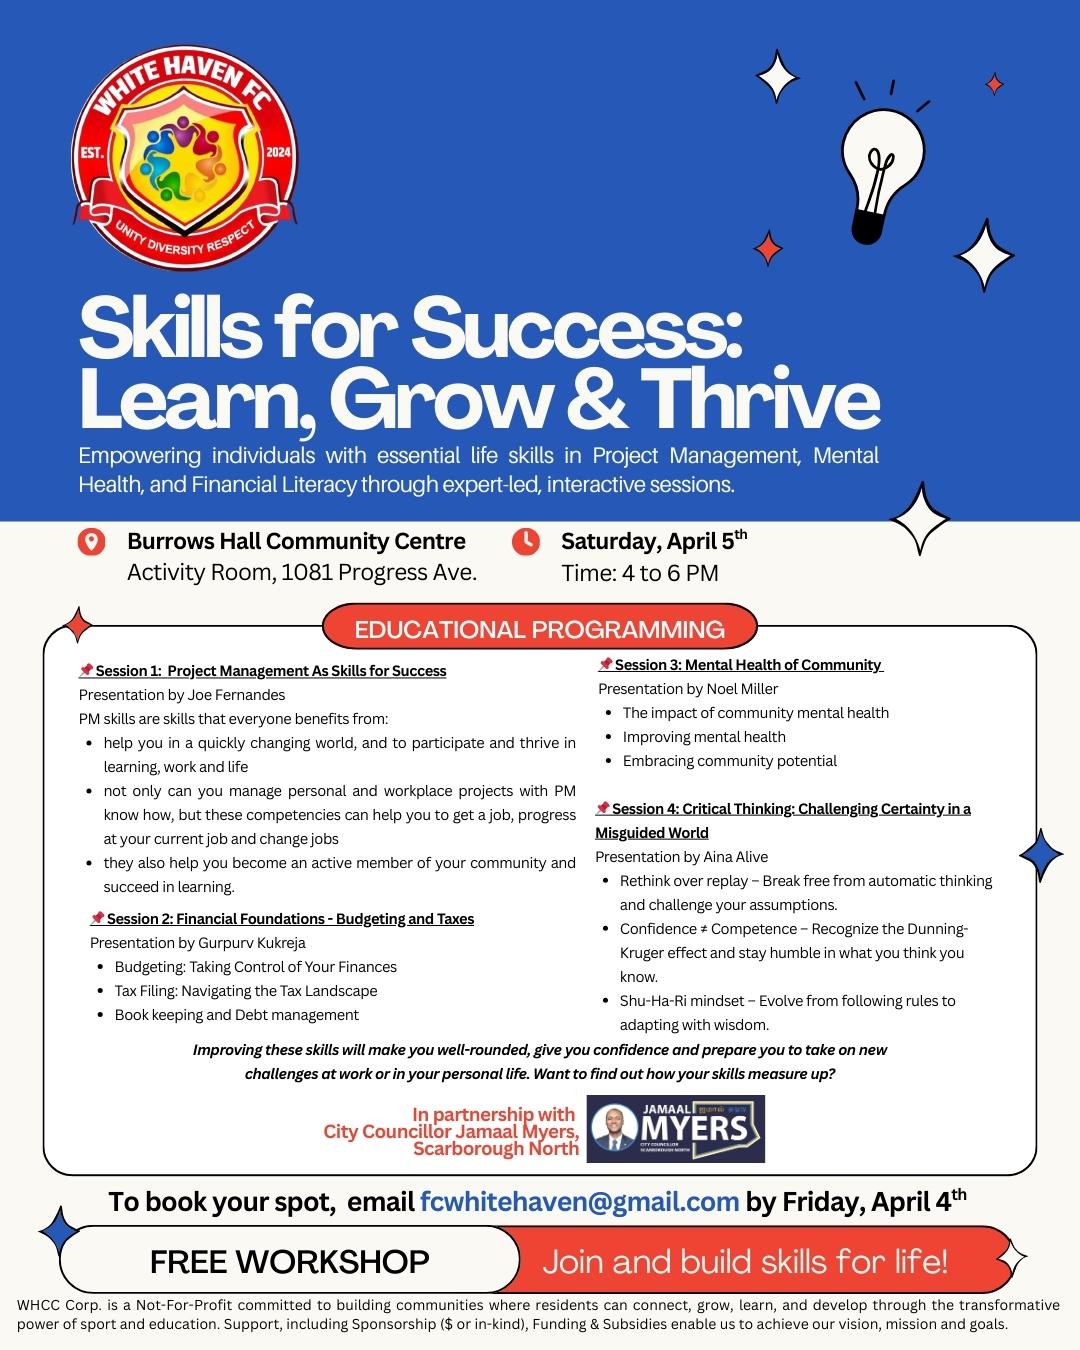 WHITE HAVEN FC
EST. 2024
UNITY DIVERSITY RESPECT
Skills for Success:
Learn, Grow & Thrive
Empowering individuals with essential life skills in Project Management, Mental
Health, and Financial Literacy through expert-led, interactive sessions.
Burrows Hall Community Centre
Activity Room, 1081 Progress Ave.
Saturday, April 5th
Time: 4 to 6 PM
EDUCATIONAL PROGRAMMING
📌Session 1: Project Management As Skills for Success
Presentation by Joe Fernandes
PM skills are skills that everyone benefits from:
• help you in a quickly changing world, and to participate and thrive in
learning, work and life
• not only can you manage personal and workplace projects with PM
know how, but these competencies can help you to get a job, progress
at your current job and change jobs
• they also help you become an active member of your community and
succeed in learning.
📌Session 2: Financial Foundations - Budgeting and Taxes
Presentation by Gurpurv Kukreja
• Budgeting: Taking Control of Your Finances
• Tax Filing: Navigating the Tax Landscape
• Book keeping and Debt management
📌Session 3: Mental Health of Community
Presentation by Noel Miller
• The impact of community mental health
• Improving mental health
• Embracing community potential
📌Session 4: Critical Thinking: Challenging Certainty in a
Misguided World
Presentation by Aina Alive
• Rethink over replay – Break free from automatic thinking
and challenge your assumptions.
• Confidence ≠ Competence – Recognize the Dunning-
Kruger effect and stay humble in what you think you
know.
• Shu-Ha-Ri mindset – Evolve from following rules to
adapting with wisdom.
Improving these skills will make you well-rounded, give you confidence and prepare you to take on new
challenges at work or in your personal life. Want to find out how your skills measure up?
In partnership with
City Councillor Jamaal Myers,
Scarborough North
JAMAAL
MYERS
CITY COUNCILLOR
SCARBOROUGH NORTH
To book your spot, email fcwhitehaven@gmail.com by Friday, April 4th
FREE WORKSHOP
Join and build skills for life!
WHCC Corp. is a Not-For-Profit committed to building communities where residents can connect, grow, learn, and develop through the transformative
power of sport and education. Support, including Sponsorship ($ or in-kind), Funding & Subsidies enable us to achieve our vision, mission and goals.